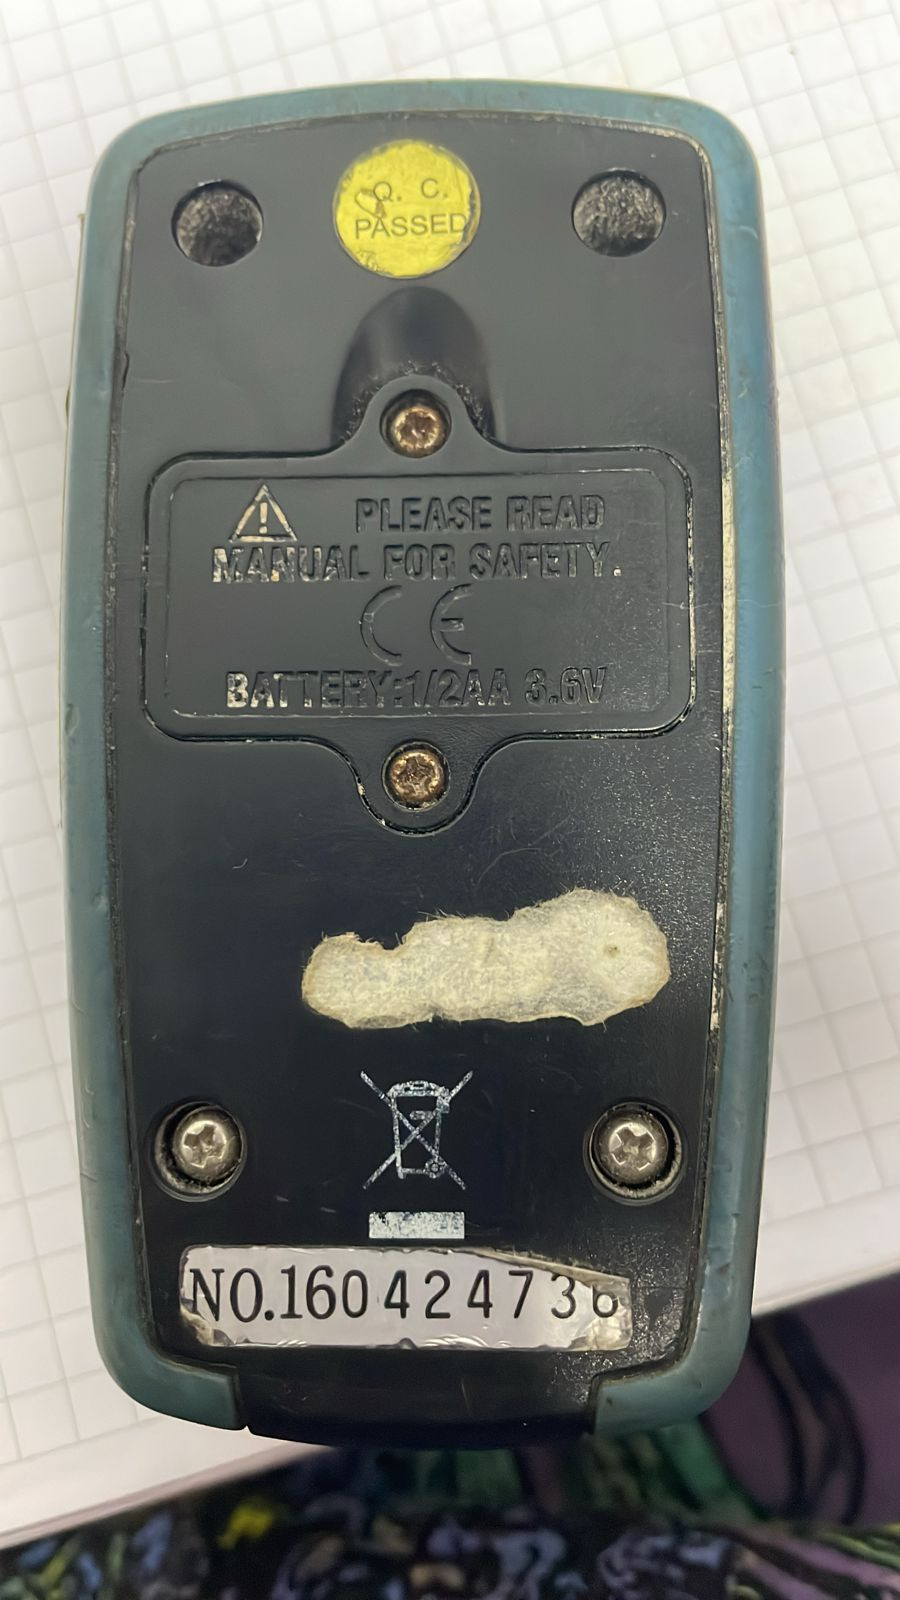 Q. C.
PASSED
PLEASE READ
MANUAL FOR SAFETY.
CE
BATTERY:1/2AA 3.6V
NO.16042473